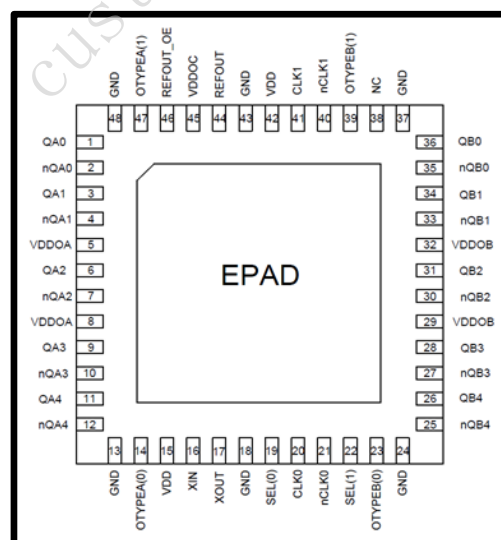 cus
GND
OTYPEA(1)
REFOUT_OE
VDDOC
REFOUT
GND
VDD
CLK1
nCLK1
OTYPEB(1)
NC
GND
48 47 46 45 44 43 42 41 40 39 38 37
QA0 1 36 QB0
nQA0 2 35 nQB0
QA1 3 34 QB1
nQA1 4 33 nQB1
VDDOA 5 32 VDDOB
QA2 6 31 QB2
nQA2 7 30 nQB2
VDDOA 8 29 VDDOB
QA3 9 28 QB3
nQA3 10 27 nQB3
QA4 11 26 QB4
nQA4 12 25 nQB4
EPAD
13 14 15 16 17 18 19 20 21 22 23 24
GND
OTYPEA(0)
VDD
XIN
XOUT
GND
SEL(0)
CLK0
nCLK0
SEL(1)
OTYPEB(0)
GND